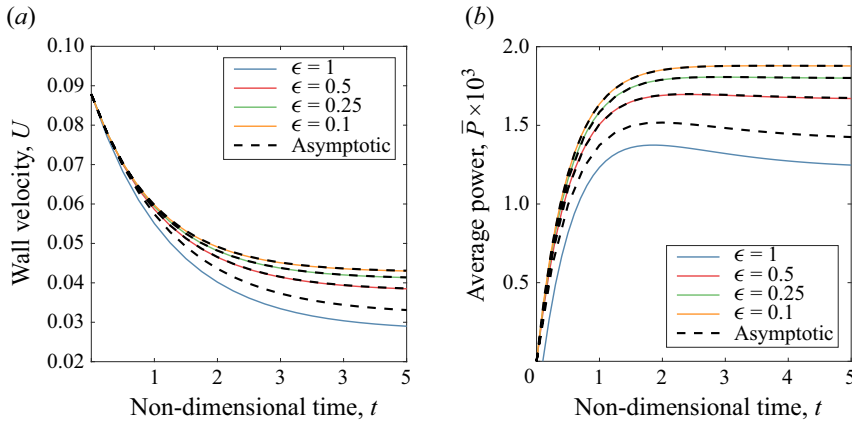 (a)
0.10
0.09
0.08
0.07
0.06
0.05
0.04
0.03
0.02
Wall velocity, U
ϵ = 1
ϵ = 0.5
ϵ = 0.25
ϵ = 0.1
Asymptotic
1 2 3 3 5
Non-dimensional time, t
(b)
2.0
1.5
1.0
0.5
Average power, P̅ ×10³
ϵ = 1
ϵ = 0.5
ϵ = 0.25
ϵ = 0.1
Asymptotic
0 1 2 3 4 5
Non-dimensional time, t